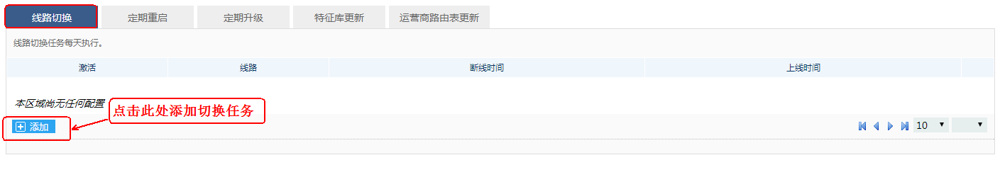 线路切换 定期重启 定期升级 特征库更新 运营商路由表更新
线路切换任务每天执行。
激活 线路 断线时间 上线时间
本区域尚无任何配置
点击此处添加切换任务
添加 10